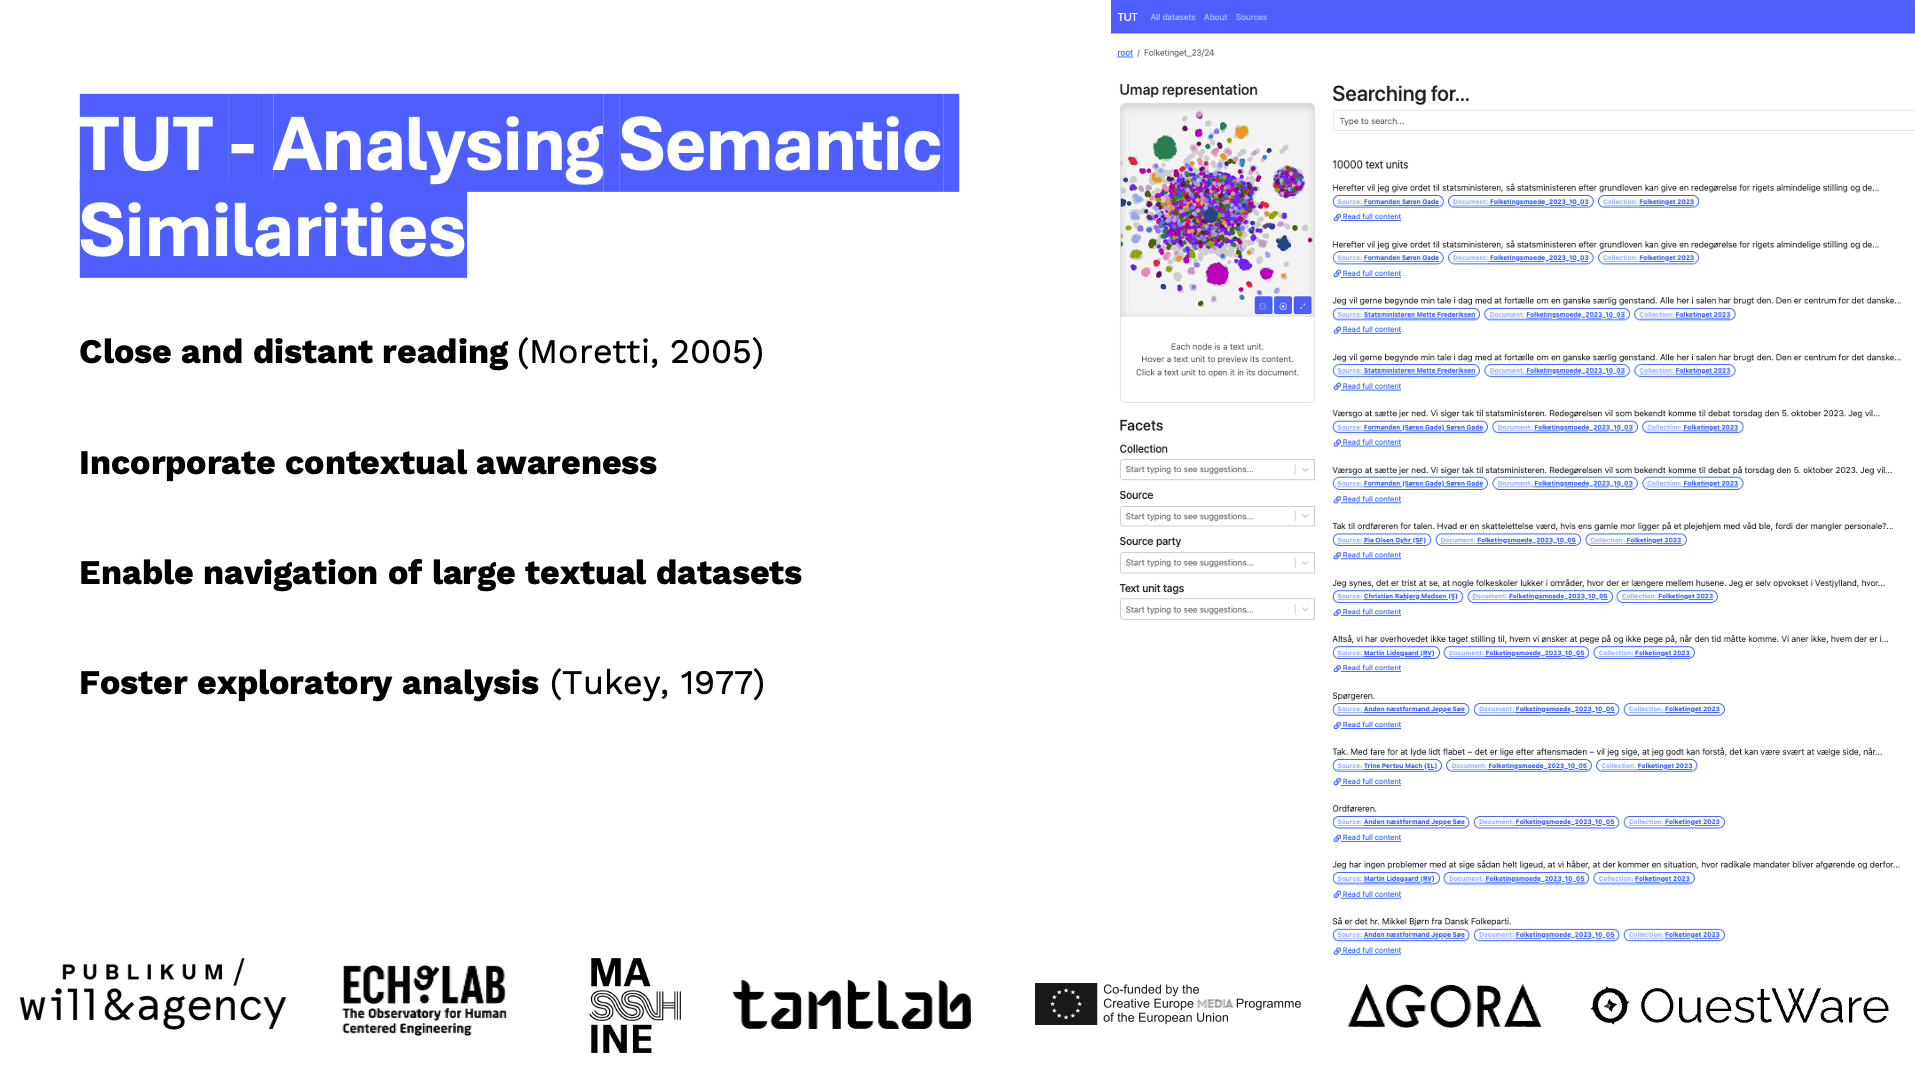 TUT - Analysing Semantic
Similarities
Close and distant reading (Moretti, 2005)
Incorporate contextual awareness
Enable navigation of large textual datasets
Foster exploratory analysis (Tukey, 1977)
TUT All datasets About Sources
root / Folketinget_23/24
Umap representation
Each node is a text unit.
Hover a text unit to preview its content.
Click a text unit to open it in its document.
Facets
Collection
Start typing to see suggestions...
Source
Start typing to see suggestions...
Source party
Start typing to see suggestions...
Text unit tags
Start typing to see suggestions...
Searching for...
Type to search...
10000 text units
Herefter vil jeg give ordet til statsministeren, så statsministeren efter grundloven kan give en redegørelse for rigets almindelige stilling og de...
Source: Formanden Søren Gade Document: Folketingsmoede_2023_10_03 Collection: Folketinget 2023
Read full content
Herefter vil jeg give ordet til statsministeren, så statsministeren efter grundloven kan give en redegørelse for rigets almindelige stilling og de...
Source: Formanden Søren Gade Document: Folketingsmoede_2023_10_03 Collection: Folketinget 2023
Read full content
Jeg vil gerne begynde min tale i dag med at fortælle om en ganske særlig genstand. Alle her i salen har brugt den. Den er centrum for det danske...
Source: Statsministeren Mette Frederiksen Document: Folketingsmoede_2023_10_03 Collection: Folketinget 2023
Read full content
Jeg vil gerne begynde min tale i dag med at fortælle om en ganske særlig genstand. Alle her i salen har brugt den. Den er centrum for det danske...
Source: Statsministeren Mette Frederiksen Document: Folketingsmoede_2023_10_03 Collection: Folketinget 2023
Read full content
Værsgo at sætte jer ned. Vi siger tak til statsministeren. Redegørelsen vil som bekendt komme til debat torsdag den 5. oktober 2023. Jeg vil...
Source: Formanden (Søren Gade) Søren Gade Document: Folketingsmoede_2023_10_03 Collection: Folketinget 2023
Read full content
Værsgo at sætte jer ned. Vi siger tak til statsministeren. Redegørelsen vil som bekendt komme til debat på torsdag den 5. oktober 2023. Jeg vil...
Source: Formanden (Søren Gade) Søren Gade Document: Folketingsmoede_2023_10_03 Collection: Folketinget 2023
Read full content
Tak til ordføreren for talen. Hvad er en skattelettelse værd, hvis ens gamle mor ligger på et plejehjem med våd ble, fordi der mangler personale?...
Source: Pia Olsen Dyhr (SF) Document: Folketingsmoede_2023_10_05 Collection: Folketinget 2023
Read full content
Jeg synes, det er trist at se, at nogle folkeskoler lukker i områder, hvor der er længere mellem husene. Jeg er selv opvokset i Vestjylland, hvor...
Source: Christian Rabjerg Madsen (S) Document: Folketingsmoede_2023_10_05 Collection: Folketinget 2023
Read full content
Altså, vi har overhovedet ikke taget stilling til, hvem vi ønsker at pege på og ikke pege på, når den tid måtte komme. Vi aner ikke, hvem der er i...
Source: Martin Lidegaard (RV) Document: Folketingsmoede_2023_10_05 Collection: Folketinget 2023
Read full content
Spørgeren.
Source: Anden næstformand Jeppe Søe Document: Folketingsmoede_2023_10_05 Collection: Folketinget 2023
Read full content
Tak. Med fare for at lyde lidt flabet – det er lige efter aftensmaden – vil jeg sige, at jeg godt kan forstå, det kan være svært at vælge side, når...
Source: Trine Pertou Mach (EL) Document: Folketingsmoede_2023_10_05 Collection: Folketinget 2023
Read full content
Ordføreren.
Source: Anden næstformand Jeppe Søe Document: Folketingsmoede_2023_10_05 Collection: Folketinget 2023
Read full content
Jeg har ingen problemer med at sige sådan helt ligeud, at vi håber, at der kommer en situation, hvor radikale mandater bliver afgørende og derfor...
Source: Martin Lidegaard (RV) Document: Folketingsmoede_2023_10_05 Collection: Folketinget 2023
Read full content
Så er det hr. Mikkel Bjørn fra Dansk Folkeparti.
Source: Anden næstformand Jeppe Søe Document: Folketingsmoede_2023_10_05 Collection: Folketinget 2023
Read full content
PUBLIKUM/
will&agency
ECHOLAB
The Observatory for Human
Centered Engineering
MA
SSH
INE
tantlab
Co-funded by the
Creative Europe MEDIA Programme
of the European Union
AGORA
OuestWare